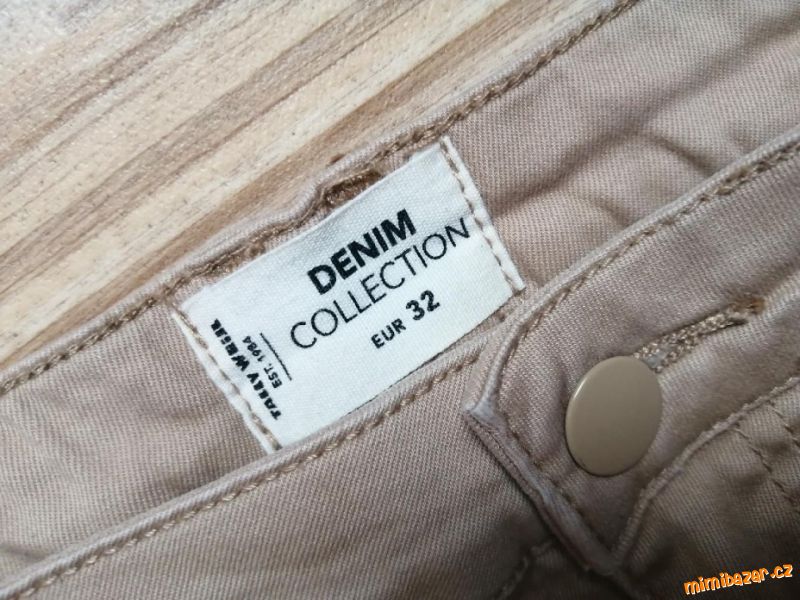 DENIM
COLLECTION
EUR 32
TALLY WEiJL
EST. 1984
mimibazar.cz